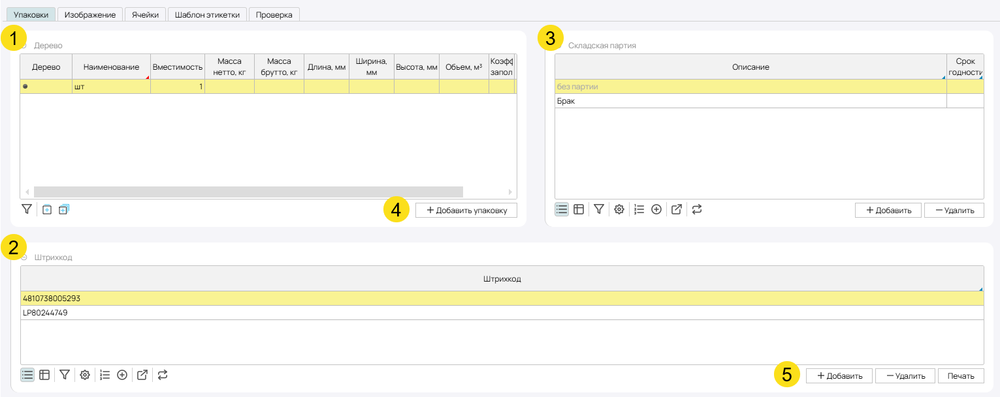 Упаковки Изображение Ячейки Шаблон этикетки Проверка
1
Дерево
Дерево Наименование Вместимость Масса нетто, кг Масса брутто, кг Длина, мм Ширина, мм Высота, мм Объем, м³ Коэфф запол
шт 1
4
+ Добавить упаковку
3
Складская партия
Описание Срок годности
без партии
Брак
+ Добавить — Удалить
2
Штрихкод
Штрихкод
4810738005293
LP80244749
5
+ Добавить — Удалить Печать